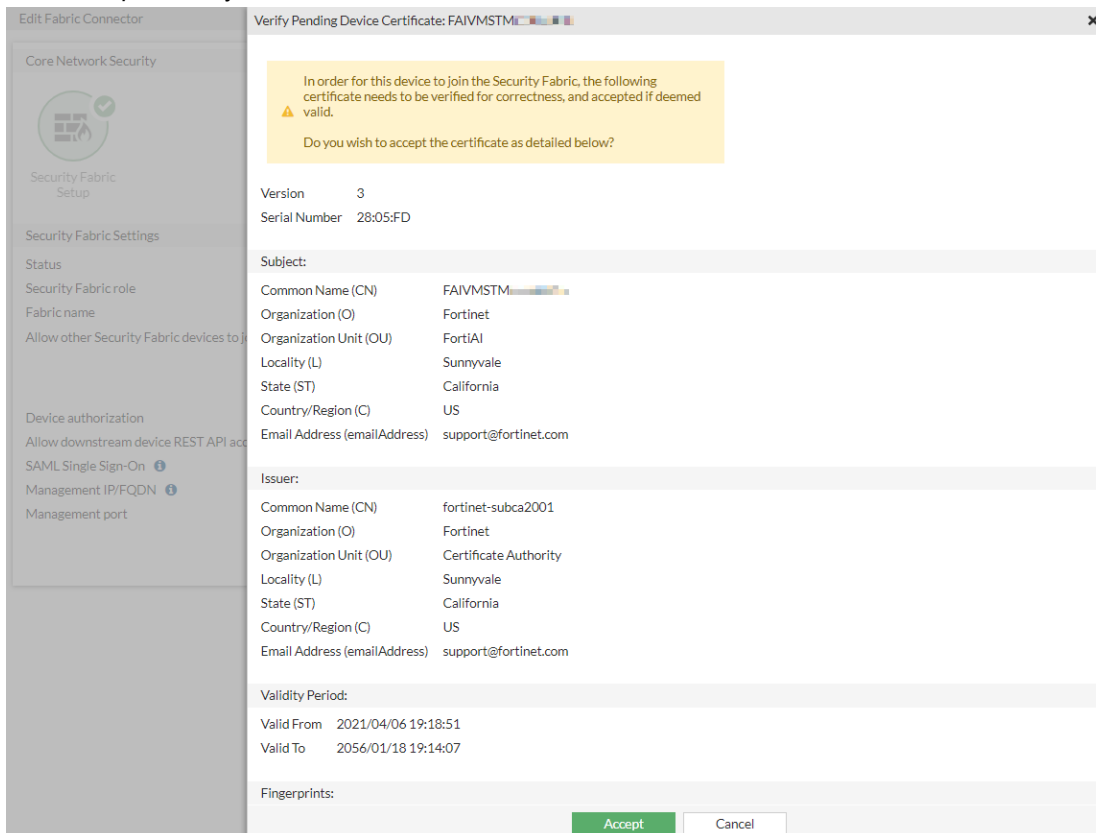 Edit Fabric Connector
Core Network Security
Security Fabric
Setup
Security Fabric Settings
Status
Security Fabric role
Fabric name
Allow other Security Fabric devices to
Device authorization
Allow downstream device REST API
SAML Single Sign-On
Management IP/FQDN
Management port
Verify Pending Device Certificate: FAIVMSTM
In order for this device to join the Security Fabric, the following
certificate needs to be verified for correctness, and accepted if deemed
valid.
Do you wish to accept the certificate as detailed below?
Version 3
Serial Number 28:05:FD
Subject:
Common Name (CN) FAIVMSTM
Organization (O) Fortinet
Organization Unit (OU) FortiAI
Locality (L) Sunnyvale
State (ST) California
Country/Region (C) US
Email Address (emailAddress) support@fortinet.com
Issuer:
Common Name (CN) fortinet-subca2001
Organization (O) Fortinet
Organization Unit (OU) Certificate Authority
Locality (L) Sunnyvale
State (ST) California
Country/Region (C) US
Email Address (emailAddress) support@fortinet.com
Validity Period:
Valid From 2021/04/06 19:18:51
Valid To 2056/01/18 19:14:07
Fingerprints:
Accept Cancel